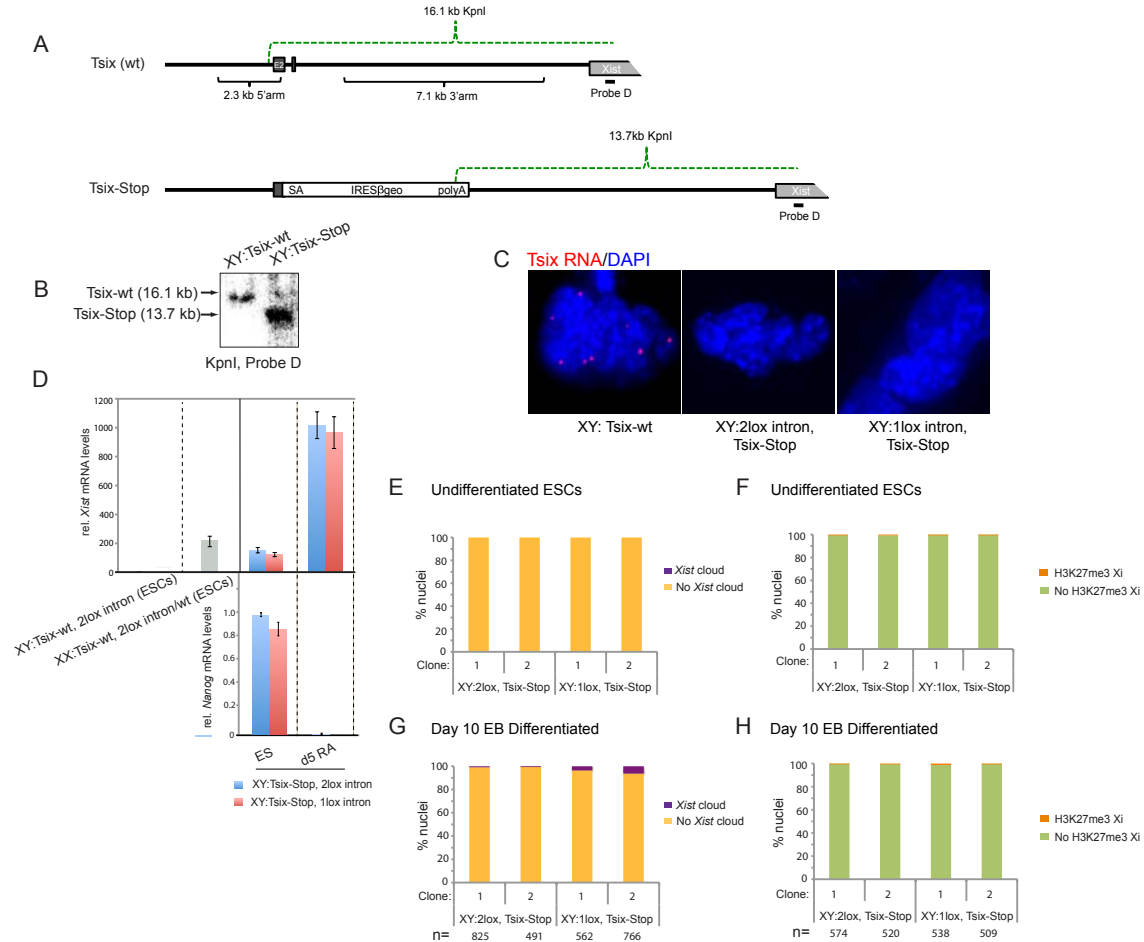 A
16.1 kb KpnI
Tsix (wt)
E2
Xist
2.3 kb 5'arm
7.1 kb 3'arm
Probe D
13.7kb KpnI
Tsix-Stop
SA IRESβgeo polyA
Xist
Probe D
B
XY:Tsix-wt
XY:Tsix-Stop
Tsix-wt (16.1 kb)
Tsix-Stop (13.7 kb)
KpnI, Probe D
C
Tsix RNA/DAPI
XY: Tsix-wt
XY:2lox intron,
Tsix-Stop
XY:1lox intron,
Tsix-Stop
D
rel. Xist mRNA levels
1200
1000
800
600
400
200
0
XY:Tsix-wt, 2lox intron (ESCs)
XX:Tsix-wt, 2lox intron/wt (ESCs)
rel. Nanog mRNA levels
1.0
0.8
0.6
0.4
0.2
0
ES
d5 RA
XY:Tsix-Stop, 2lox intron
XY:Tsix-Stop, 1lox intron
E Undifferentiated ESCs
% nuclei
100
80
60
40
20
0
Xist cloud
No Xist cloud
Clone: 1 2 1 2
XY:2lox, Tsix-Stop XY:1lox, Tsix-Stop
F Undifferentiated ESCs
% nuclei
100
80
60
40
20
0
H3K27me3 Xi
No H3K27me3 Xi
Clone: 1 2 1 2
XY:2lox, Tsix-Stop XY:1lox, Tsix-Stop
G Day 10 EB Differentiated
% nuclei
100
80
60
40
20
0
Xist cloud
No Xist cloud
Clone: 1 2 1 2
XY:2lox, Tsix-Stop XY:1lox, Tsix-Stop
n= 825 491 562 766
H Day 10 EB Differentiated
% nuclei
100
80
60
40
20
0
H3K27me3 Xi
No H3K27me3 Xi
Clone: 1 2 1 2
XY:2lox, Tsix-Stop XY:1lox, Tsix-Stop
n= 574 520 538 509